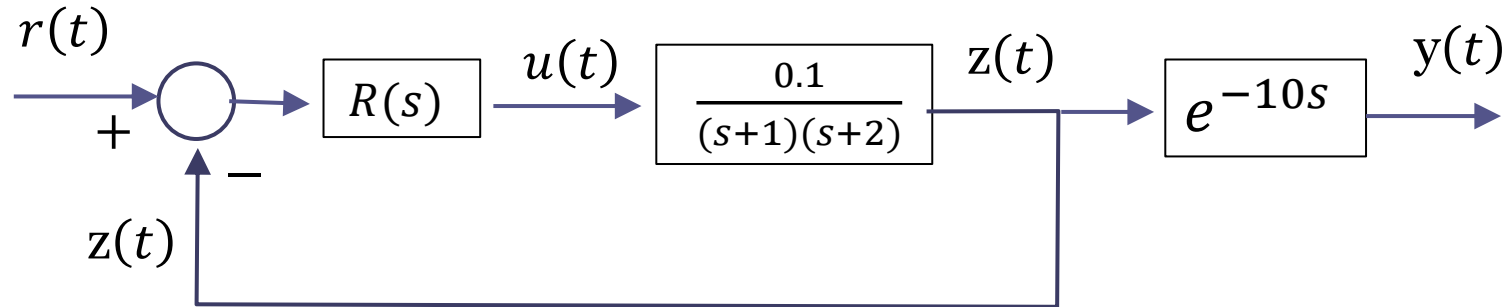 r(t)
+
−
z(t)
R(s)
u(t)
0.1
(s+1)(s+2)
z(t)
e^{-10s}
y(t)